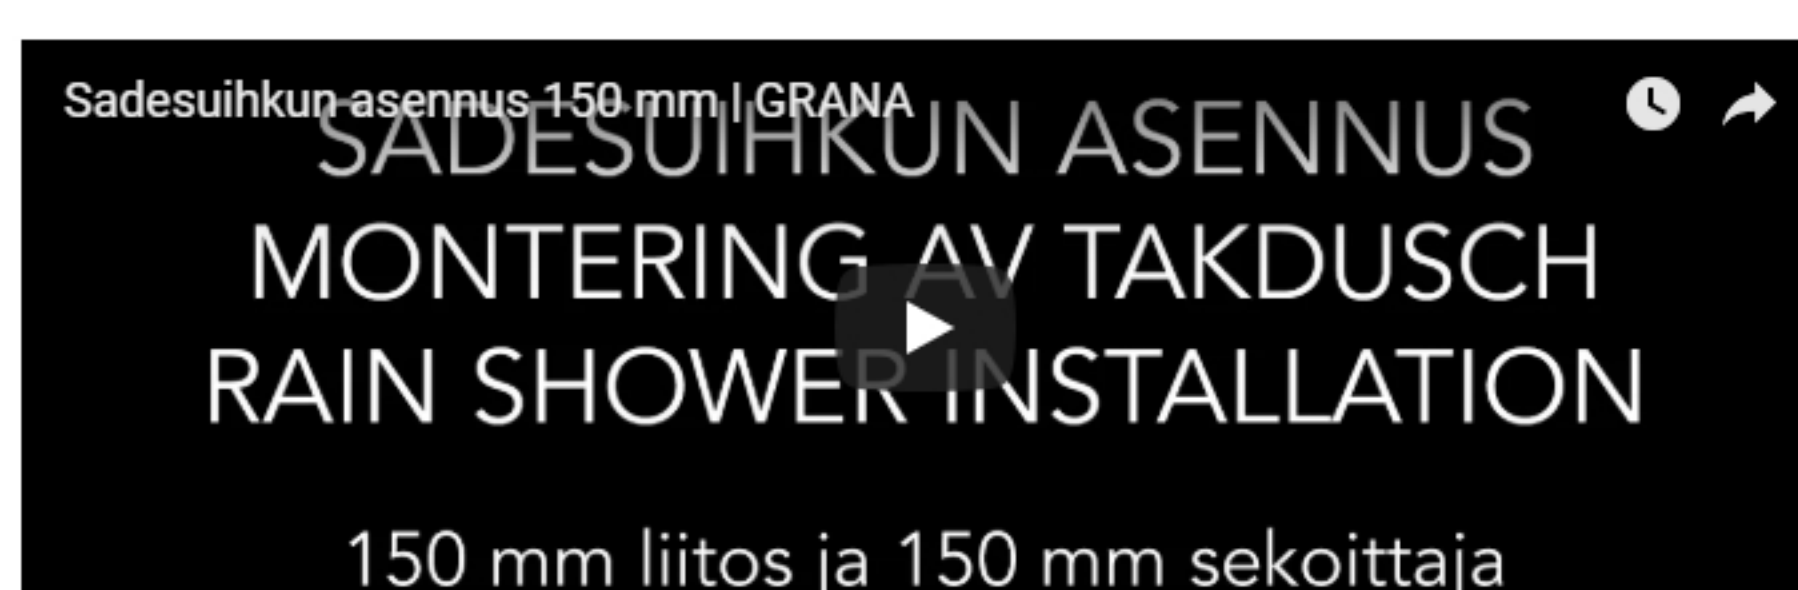 Sadesuihkun asennus 150 mm | GRANA
SADESUIHKUN ASENNUS
MONTERING AV TAKDUSCH
RAIN SHOWER INSTALLATION
150 mm liitos ja 150 mm sekoittaja